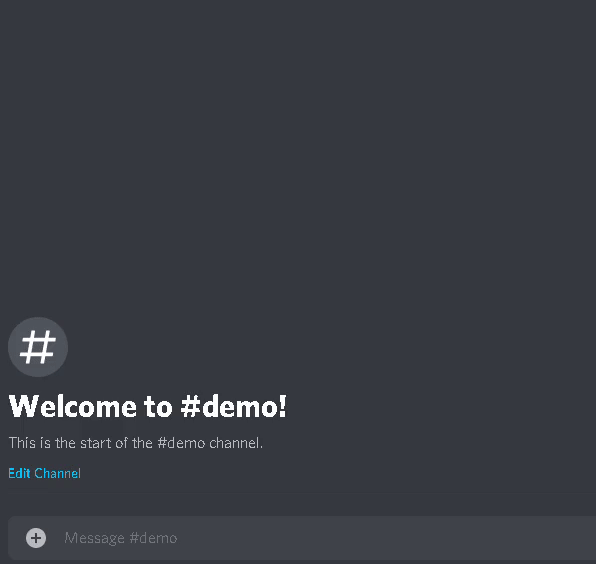 #
Welcome to #demo!
This is the start of the #demo channel.
Edit Channel
Message #demo